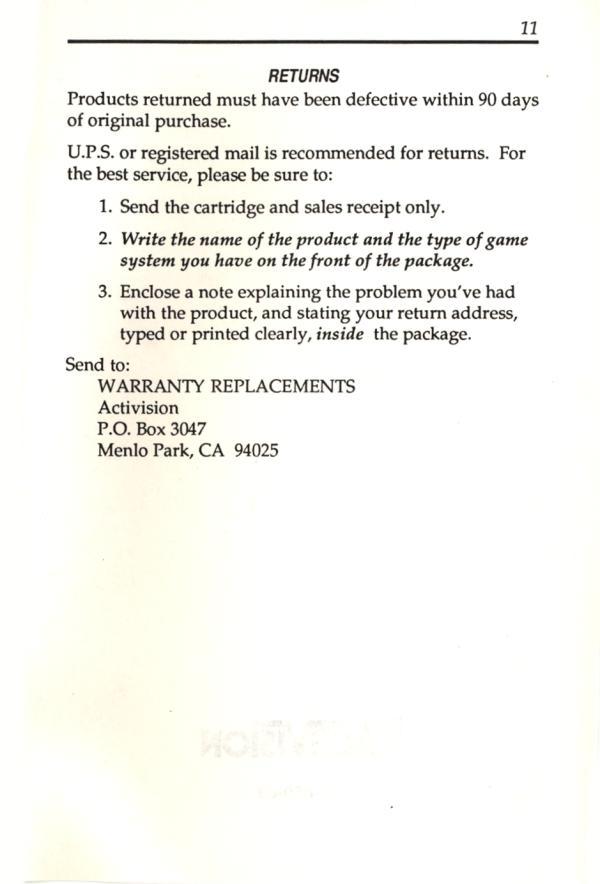 11
RETURNS
Products returned must have been defective within 90 days
of original purchase.
U.P.S. or registered mail is recommended for returns. For
the best service, please be sure to:
1. Send the cartridge and sales receipt only.
2. Write the name of the product and the type of game
system you have on the front of the package.
3. Enclose a note explaining the problem you've had
with the product, and stating your return address,
typed or printed clearly, inside the package.
Send to:
WARRANTY REPLACEMENTS
Activision
P.O. Box 3047
Menlo Park, CA 94025
ACTIVISION